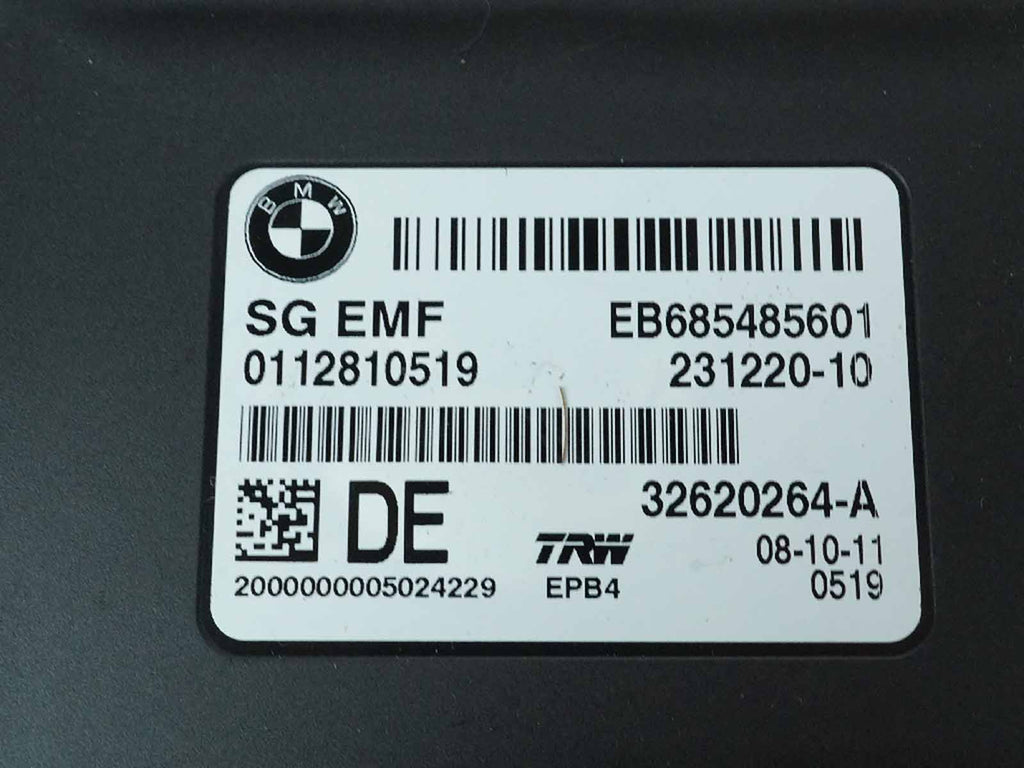 BMW
SG EMF EB685485601
0112810519 231220-10
DE 32620264-A
TRW 08-10-11
2000000005024229 EPB4 0519